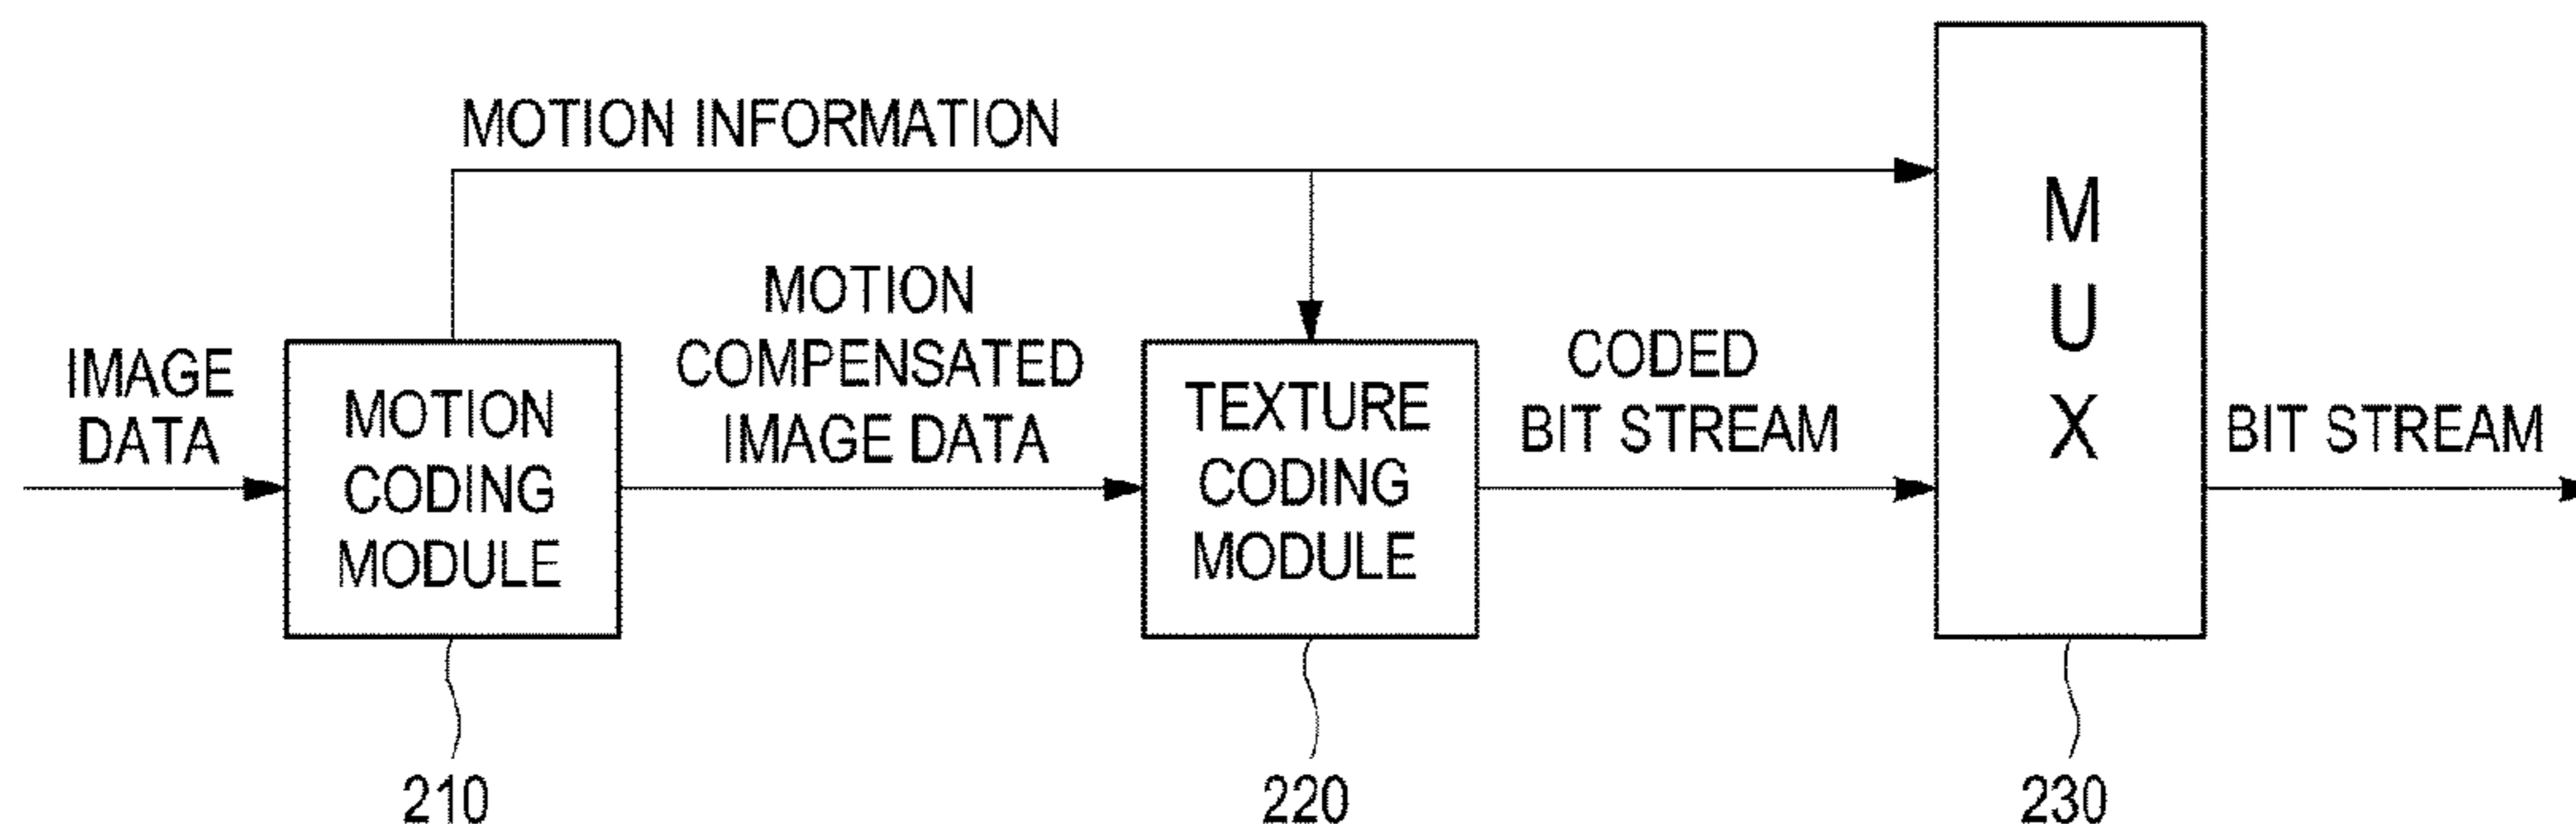 MOTION INFORMATION
IMAGE
DATA
MOTION
CODING
MODULE
MOTION
COMPENSATED
IMAGE DATA
TEXTURE
CODING
MODULE
CODED
BIT STREAM
M
U
X
BIT STREAM
210
220
230